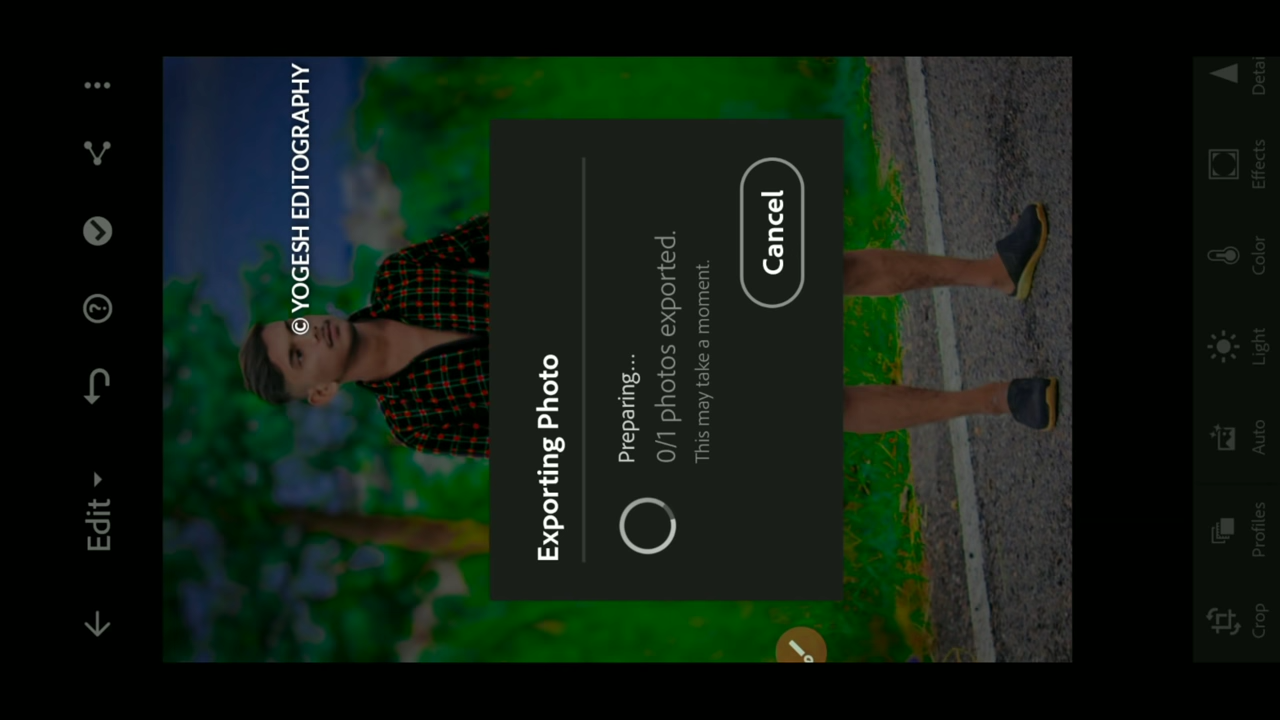 Edit
© YOGESH EDITOGRAPHY
Exporting Photo
Preparing...
0/1 photos exported.
This may take a moment.
Cancel
Crop
Profiles
Auto
Light
Color
Effects
Detai